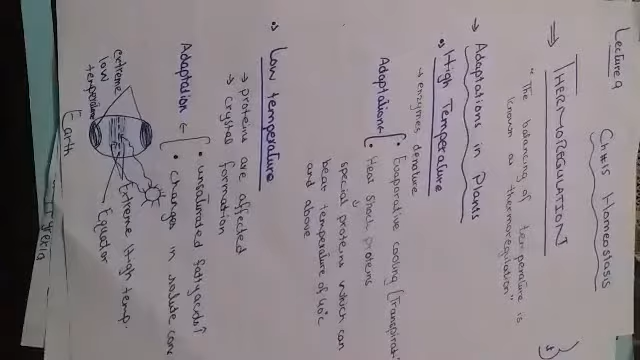 Lecture 9
Ch#15 Homeostasis
⇒ THERMOREGULATION
"The balancing of temperature is
known as thermoregulation"
→ Adaptations in Plants
High Temperature
→ enzymes denature
Adaptations • Evaporative cooling (Transpirati
• Heat shock proteins
special proteins which can
bear temperature of 40°C
and above
Low temperature
→ proteins are affected
→ crystal formation
Adaptation ← • unsaturated fatty acids↑
• changes in solute conc
extreme
low
temperature
Extreme High temp.
Equator
Earth